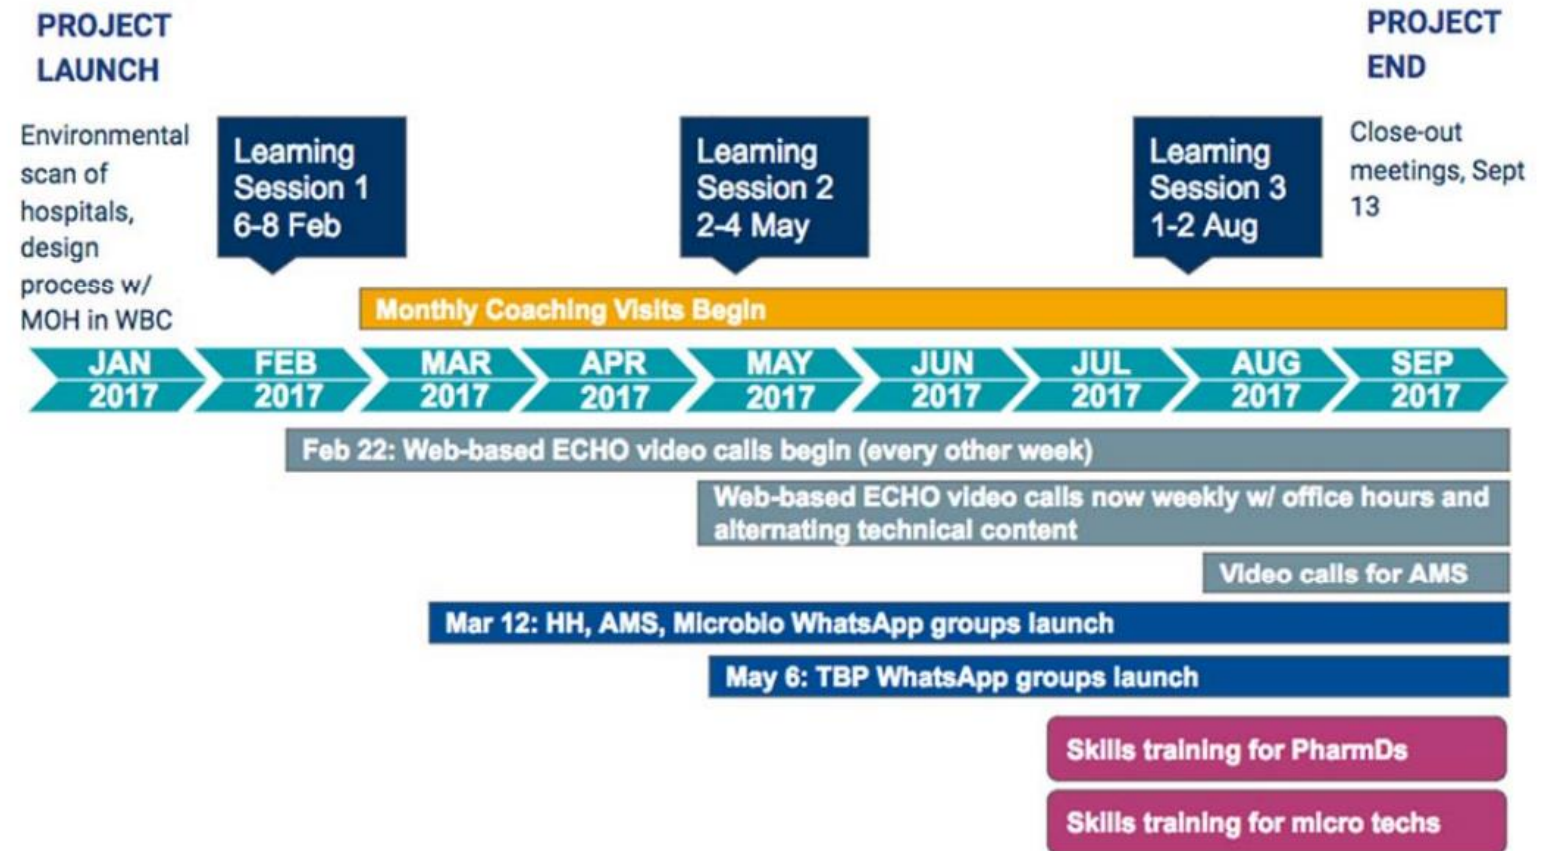 PROJECT
LAUNCH
Environmental
scan of
hospitals,
design
process w/
MOH in WBC
Learning
Session 1
6-8 Feb
Learning
Session 2
2-4 May
Learning
Session 3
1-2 Aug
PROJECT
END
Close-out
meetings, Sept
13
Monthly Coaching Visits Begin
JAN FEB MAR APR MAY JUN JUL AUG SEP
2017 2017 2017 2017 2017 2017 2017 2017 2017
Feb 22: Web-based ECHO video calls begin (every other week)
Web-based ECHO video calls now weekly w/ office hours and
alternating technical content
Video calls for AMS
Mar 12: HH, AMS, Microbio WhatsApp groups launch
May 6: TBP WhatsApp groups launch
Skills training for PharmDs
Skills training for micro techs